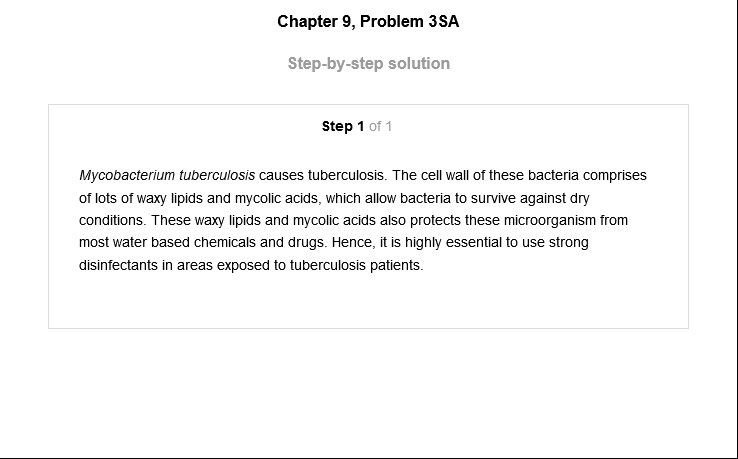 Chapter 9, Problem 3SA
Step-by-step solution
Step 1 of 1
Mycobacterium tuberculosis causes tuberculosis. The cell wall of these bacteria comprises
of lots of waxy lipids and mycolic acids, which allow bacteria to survive against dry
conditions. These waxy lipids and mycolic acids also protects these microorganism from
most water based chemicals and drugs. Hence, it is highly essential to use strong
disinfectants in areas exposed to tuberculosis patients.